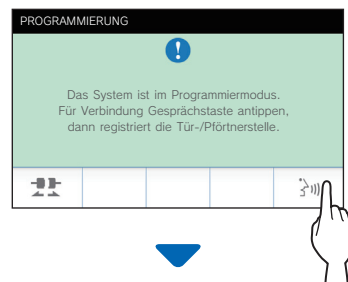 PROGRAMMIERUNG
Das System ist im Programmiermodus.
Für Verbindung Gesprächstaste antippen,
dann registriert die Tür-/Pförtnerstelle.